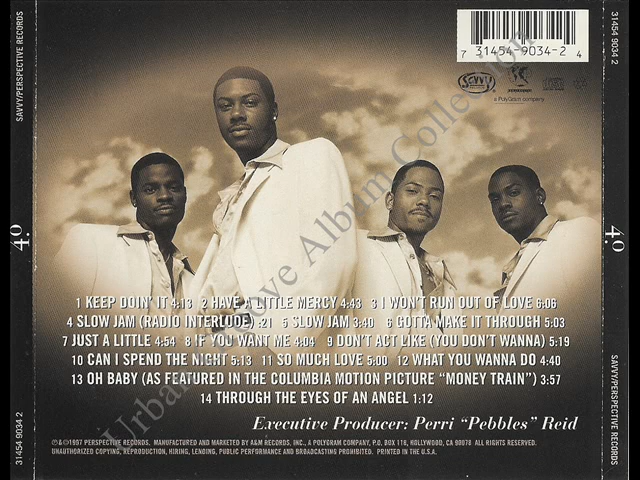 SAVVY/PERSPECTIVE RECORDS
4.0
31454 9034 2
31454 9034 2
4.0
SAVVY/PERSPECTIVE RECORDS
7 31454-9034-2 4
Savvy
RECORDS
PERSPECTIVE
a PolyGram company
1 KEEP DOIN' IT 4:13 2 HAVE A LITTLE MERCY 4:43 3 I WON'T RUN OUT OF LOVE 6:06
4 SLOW JAM (RADIO INTERLUDE) :21 5 SLOW JAM 3:40 6 GOTTA MAKE IT THROUGH 5:03
7 JUST A LITTLE 4:54 8 IF YOU WANT ME 4:04 9 DON'T ACT LIKE (YOU DON'T WANNA) 5:19
10 CAN I SPEND THE NIGHT 5:13 11 SO MUCH LOVE 5:00 12 WHAT YOU WANNA DO 4:40
13 OH BABY (AS FEATURED IN THE COLUMBIA MOTION PICTURE "MONEY TRAIN") 3:57
14 THROUGH THE EYES OF AN ANGEL 1:12
Executive Producer: Perri "Pebbles" Reid
℗&©1997 PERSPECTIVE RECORDS. MANUFACTURED AND MARKETED BY A&M RECORDS, INC., A POLYGRAM COMPANY, P.O. BOX 118, HOLLYWOOD, CA 90078 ALL RIGHTS RESERVED.
UNAUTHORIZED COPYING, REPRODUCTION, HIRING, LENDING, PUBLIC PERFORMANCE AND BROADCASTING PROHIBITED. PRINTED IN THE U.S.A.
Urban Groove Album Collection